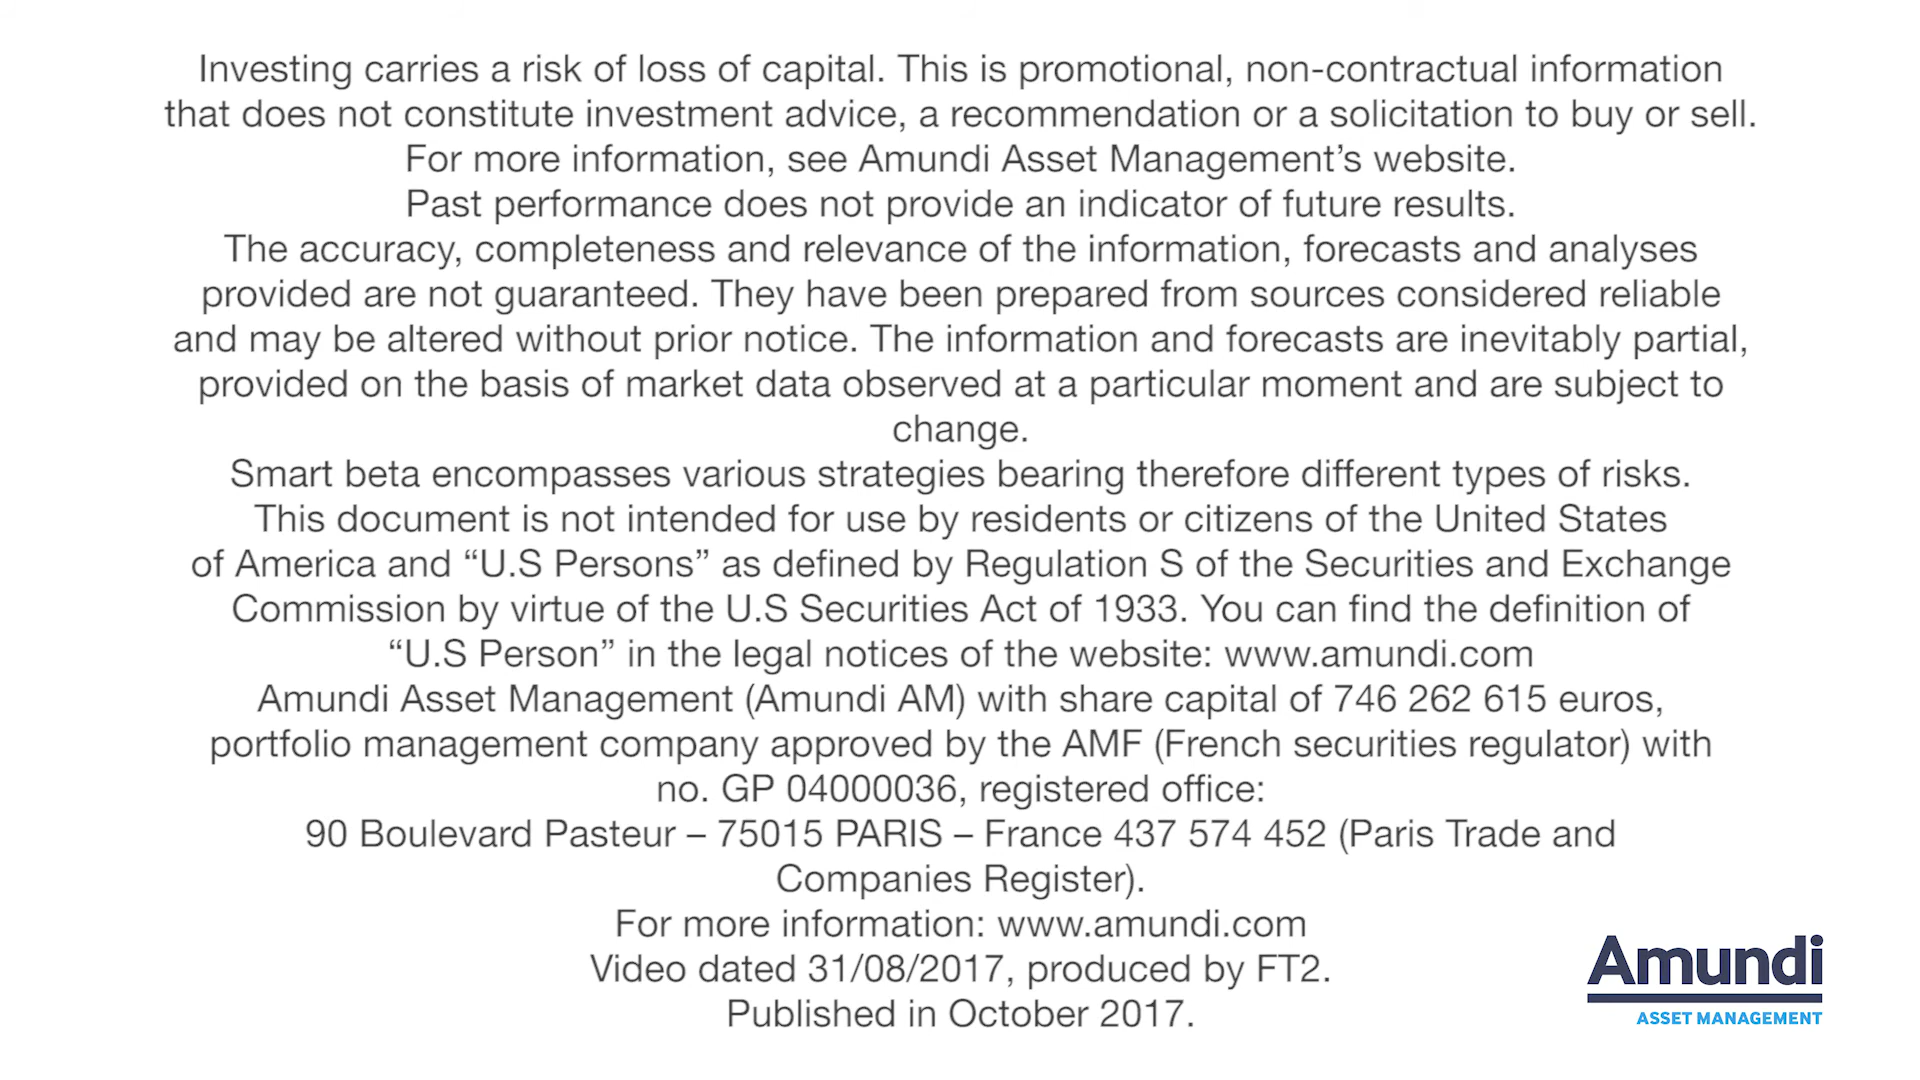 Investing carries a risk of loss of capital. This is promotional, non-contractual information
that does not constitute investment advice, a recommendation or a solicitation to buy or sell.
For more information, see Amundi Asset Management’s website.
Past performance does not provide an indicator of future results.
The accuracy, completeness and relevance of the information, forecasts and analyses
provided are not guaranteed. They have been prepared from sources considered reliable
and may be altered without prior notice. The information and forecasts are inevitably partial,
provided on the basis of market data observed at a particular moment and are subject to
change.
Smart beta encompasses various strategies bearing therefore different types of risks.
This document is not intended for use by residents or citizens of the United States
of America and “U.S Persons” as defined by Regulation S of the Securities and Exchange
Commission by virtue of the U.S Securities Act of 1933. You can find the definition of
“U.S Person” in the legal notices of the website: www.amundi.com
Amundi Asset Management (Amundi AM) with share capital of 746 262 615 euros,
portfolio management company approved by the AMF (French securities regulator) with
no. GP 04000036, registered office:
90 Boulevard Pasteur – 75015 PARIS – France 437 574 452 (Paris Trade and
Companies Register).
For more information: www.amundi.com
Video dated 31/08/2017, produced by FT2.
Published in October 2017.
Amundi
ASSET MANAGEMENT